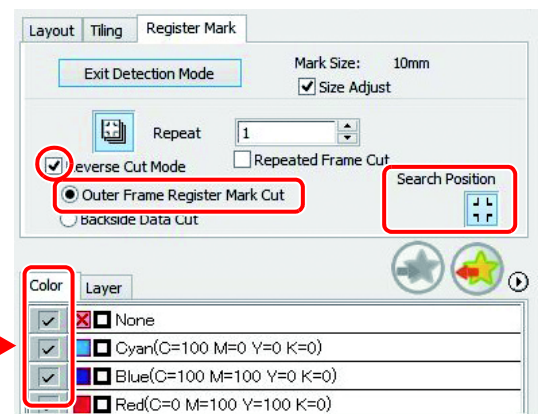 Layout Tiling Register Mark
Exit Detection Mode
Mark Size: 10mm
Size Adjust
Repeat 1
Reverse Cut Mode
Repeated Frame Cut
Outer Frame Register Mark Cut
Search Position
Backside Data Cut
Color Layer
None
Cyan(C=100 M=0 Y=0 K=0)
Blue(C=100 M=100 Y=0 K=0)
Red(C=0 M=100 Y=100 K=0)